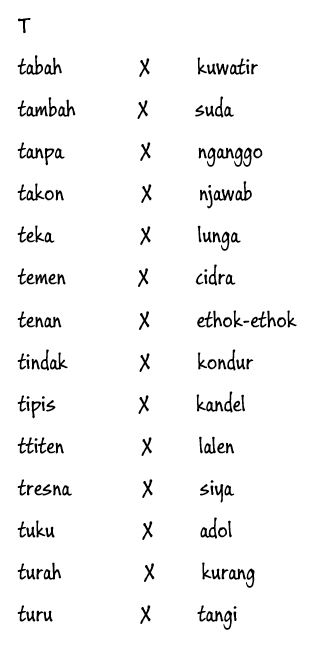 T
tabah X kuwatir
tambah X suda
tanpa X nganggo
takon X njawab
teka X lunga
temen X cidra
tenan X ethok-ethok
tindak X kondur
tipis X kandel
ttiten X lalen
tresna X siya
tuku X adol
turah X kurang
turu X tangi